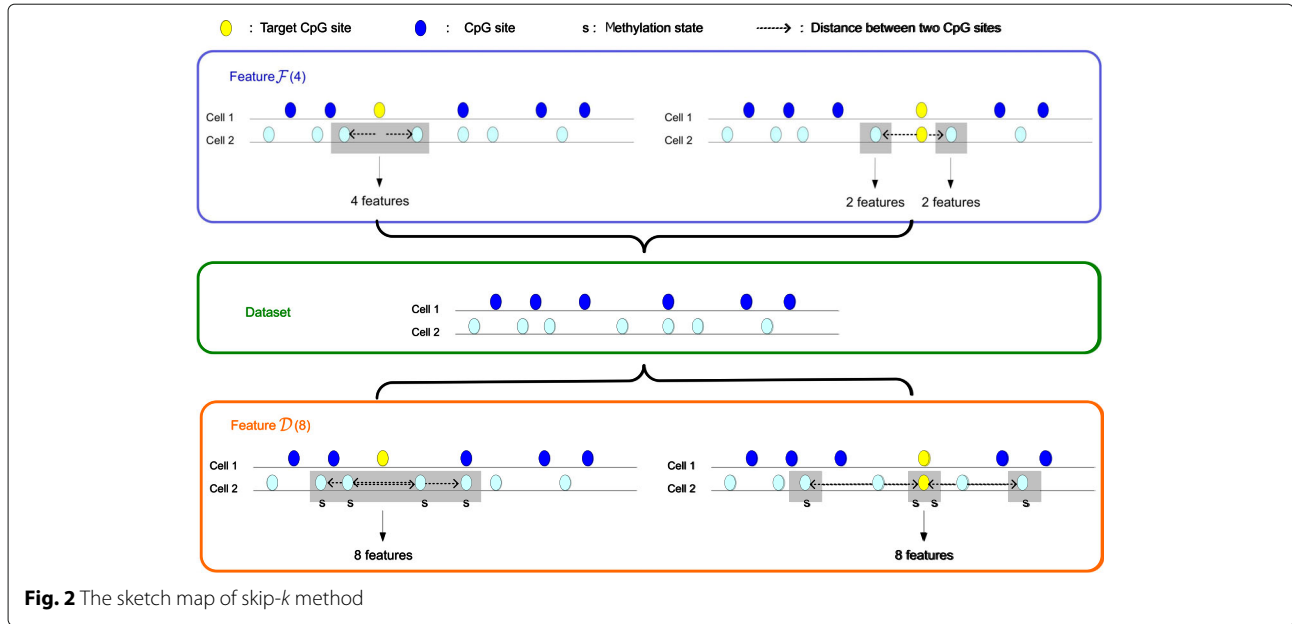 : Target CpG site : CpG site s : Methylation state : Distance between two CpG sites
Feature F(4)
Cell 1
Cell 2
4 features
Cell 1
Cell 2
2 features 2 features
Dataset
Cell 1
Cell 2
Feature D(8)
Cell 1
Cell 2
s s s s
8 features
Cell 1
Cell 2
s s s s
8 features
Fig. 2 The sketch map of skip-k method